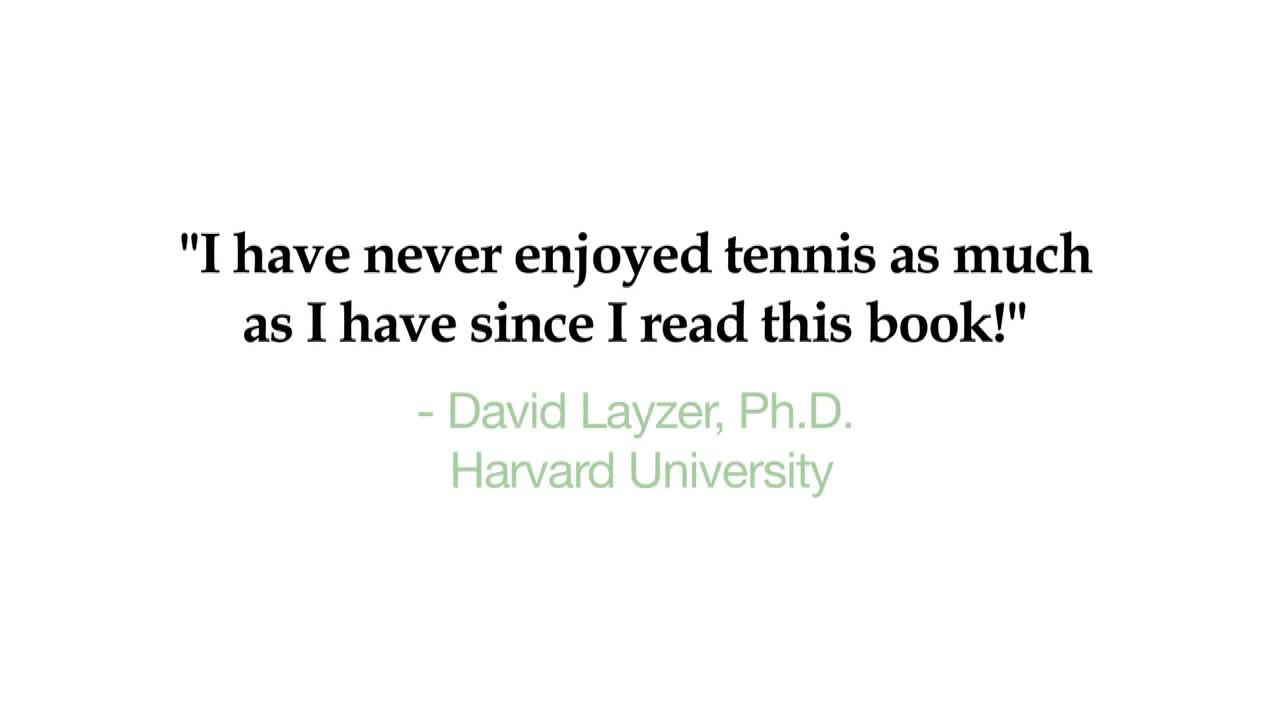 "I have never enjoyed tennis as much
as I have since I read this book!"
- David Layzer, Ph.D.
Harvard University